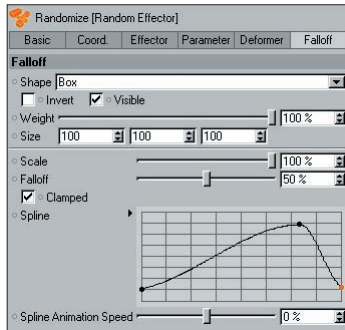 Randomize [Random Effector]
Basic Coord. Effector Parameter Deformer Falloff
Falloff
Shape Box
Invert Visible
Weight 100 %
Size 100 100 100
Scale 100 %
Falloff 50 %
Clamped
Spline
Spline Animation Speed 0 %